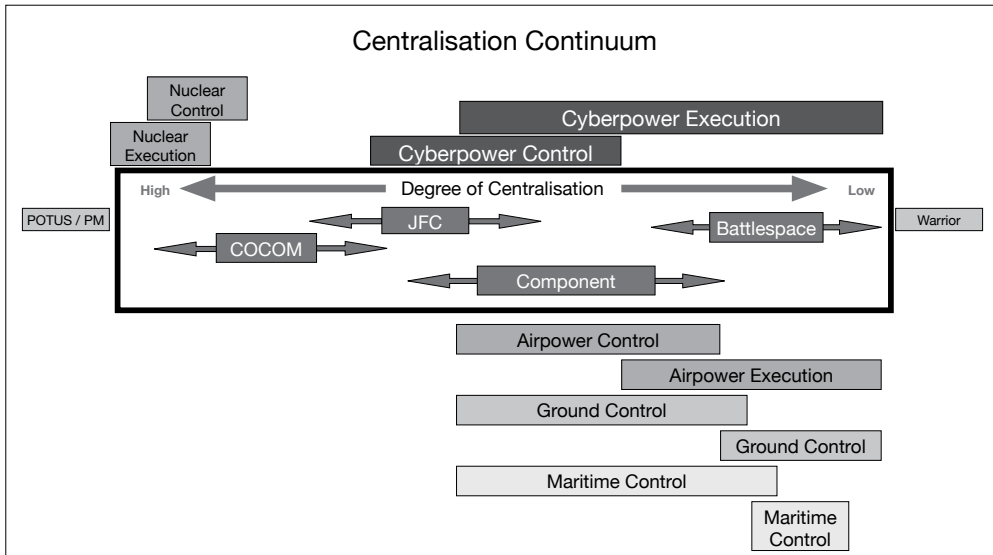 Centralisation Continuum
Nuclear
Control
Nuclear
Execution
Cyberpower Execution
Cyberpower Control
High
Degree of Centralisation
Low
POTUS / PM
JFC
Battlespace
Warrior
COCOM
Component
Airpower Control
Airpower Execution
Ground Control
Ground Control
Maritime Control
Maritime
Control